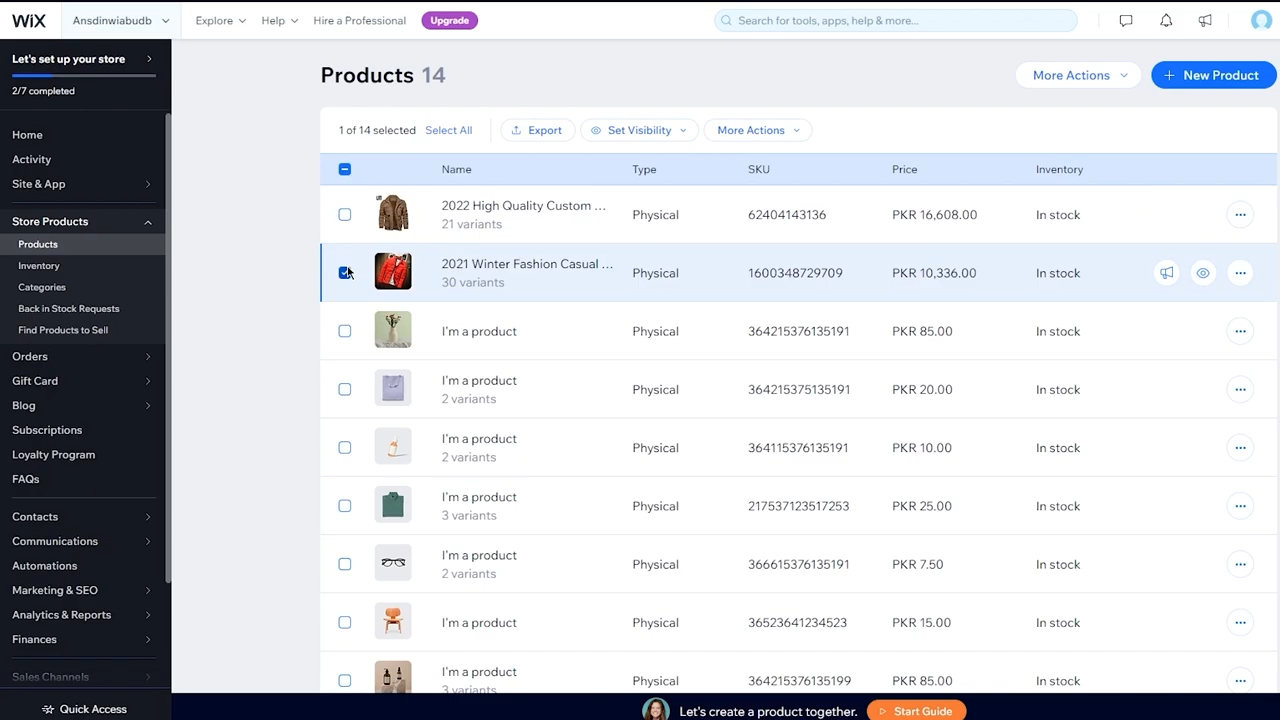 WiX
Ansdinwiabudb
Explore
Help
Hire a Professional
Upgrade
Search for tools, apps, help & more...
Let's set up your store
2/7 completed
Home
Activity
Site & App
Store Products
Products
Inventory
Categories
Back in Stock Requests
Find Products to Sell
Orders
Gift Card
Blog
Subscriptions
Loyalty Program
FAQs
Contacts
Communications
Automations
Marketing & SEO
Analytics & Reports
Finances
Sales Channels
Quick Access
Products 14
More Actions
+ New Product
1 of 14 selected Select All Export Set Visibility More Actions
Name Type SKU Price Inventory
2022 High Quality Custom ...
21 variants
Physical 62404143136 PKR 16,608.00 In stock
2021 Winter Fashion Casual ...
30 variants
Physical 1600348729709 PKR 10,336.00 In stock
I'm a product Physical 364215376135191 PKR 85.00 In stock
I'm a product
2 variants
Physical 364215375135191 PKR 20.00 In stock
I'm a product
2 variants
Physical 364115376135191 PKR 10.00 In stock
I'm a product
3 variants
Physical 217537123517253 PKR 25.00 In stock
I'm a product
2 variants
Physical 366615376135191 PKR 7.50 In stock
I'm a product Physical 36523641234523 PKR 15.00 In stock
I'm a product
3 variants
Physical 364215376135199 PKR 85.00 In stock
Let's create a product together. Start Guide